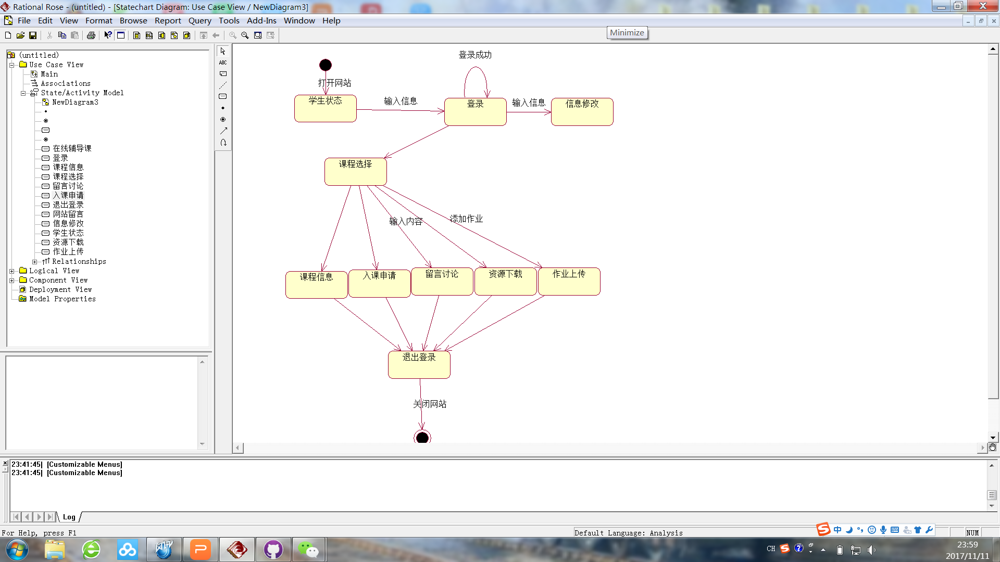 Rational Rose - (untitled) - [Statechart Diagram: Use Case View / NewDiagram3]
File Edit View Format Browse Report Query Tools Add-Ins Window Help
Minimize
ABC
(untitled)
Use Case View
Main
Associations
State/Activity Model
NewDiagram3
在线辅导课
登录
课程信息
课程选择
留言讨论
入课申请
退出登录
网站留言
信息修改
学生状态
资源下载
作业上传
Relationships
Logical View
Component View
Deployment View
Model Properties
登录成功
打开网站
学生状态
输入信息
登录
输入信息
信息修改
课程选择
输入内容
添加作业
课程信息
入课申请
留言讨论
资源下载
作业上传
退出登录
关闭网站
23:41:45| [Customizable Menus]
23:41:45| [Customizable Menus]
Log
For Help, press F1
Default Language: Analysis
中
NUM
CH
23:59
2017/11/11